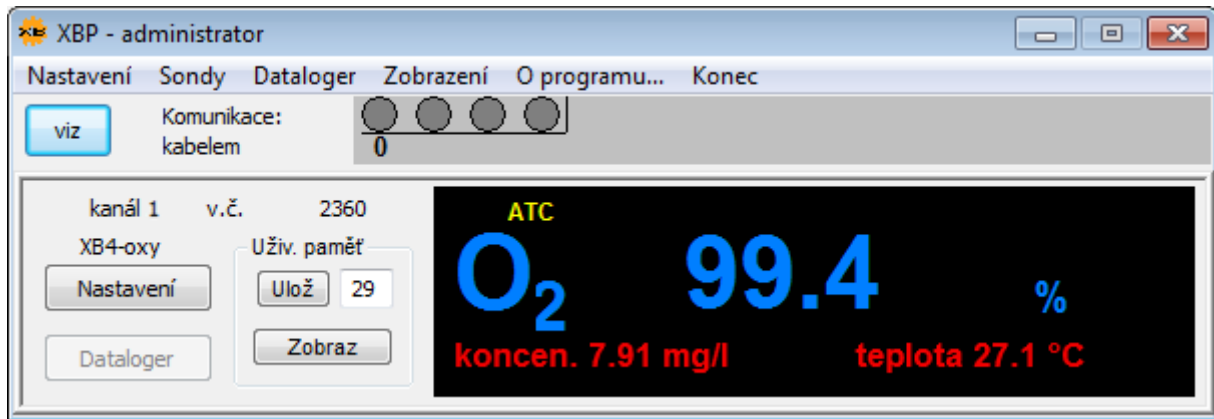 XBP - administrator
Nastavení Sondy Dataloger Zobrazení O programu... Konec
viz
Komunikace:
kabelem
0
kanál 1 v.č. 2360
XB4-oxy
Nastavení
Dataloger
Uživ. paměť
Ulož 29
Zobraz
ATC
O₂ 99.4 %
koncen. 7.91 mg/l teplota 27.1 °C